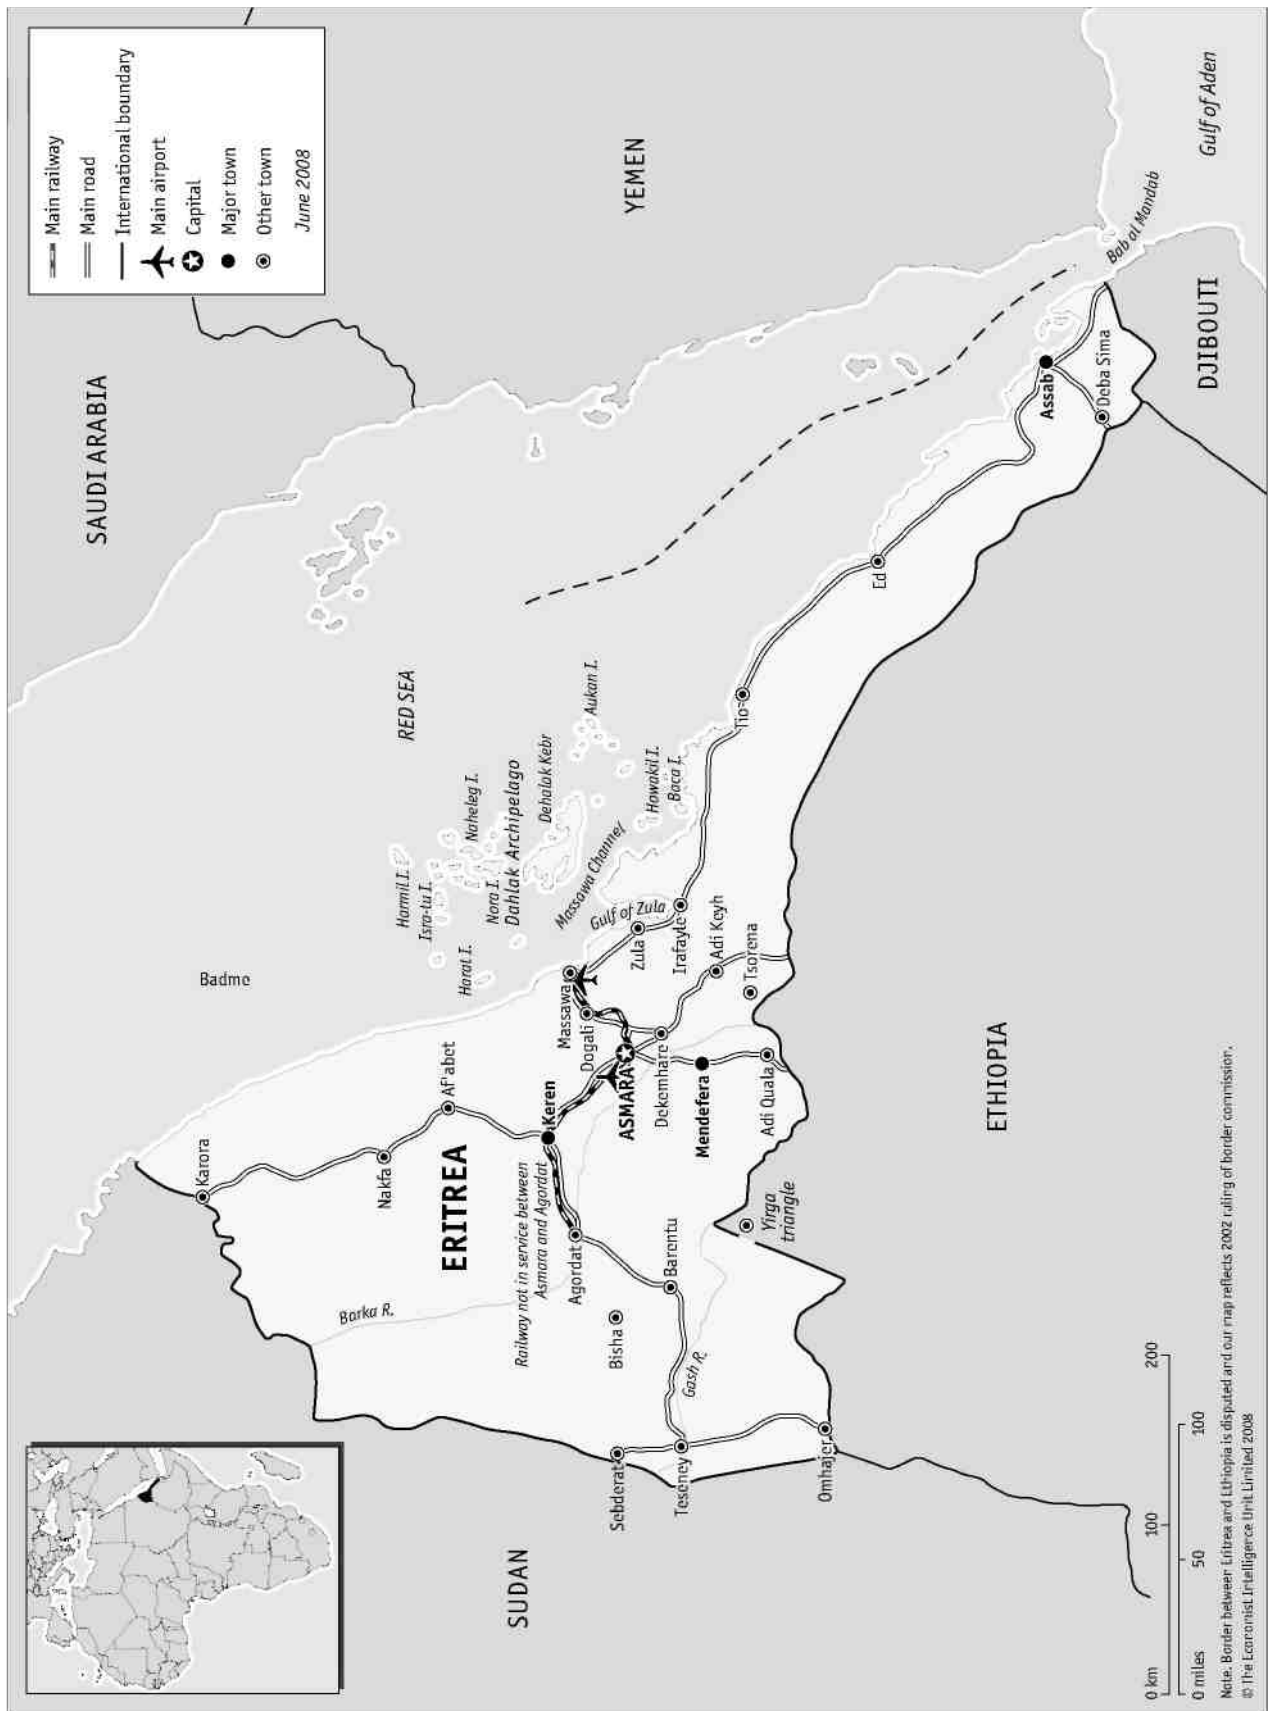 Main railway
Main road
International boundary
Main airport
Capital
Major town
Other town
June 2008
SAUDI ARABIA
YEMEN
RED SEA
Gulf of Aden
Bab al Mandab
DJIBOUTI
Badme
Harmil I.
Isra-tu I.
Naheleg I.
Nora I.
Dahlak Archipelago
Dehalak Kebr
Aukan I.
Harat I.
Massawa Channel
Howakil I.
Baca I.
Gulf of Zula
Karora
Nakfa
Af'abet
ERITREA
Keren
Massawa
Dogali
Zula
Irafayle
Tio
Ed
Assab
Deba Sima
ASMARA
Dekemhare
Adi Keyh
Tsorena
Mendefera
Adi Quala
Railway not in service between
Asmara and Agordat
Agordat
Barka R.
Barentu
Bisha
Gash R.
Yirga
triangle
Sebderat
Teseney
Omhajer
SUDAN
ETHIOPIA
0 km 100 200
0 miles 50 100
Note. Border between Eritrea and Ethiopia is disputed and our map reflects 2002 ruling of border commission.
© The Economist Intelligence Unit Limited 2008